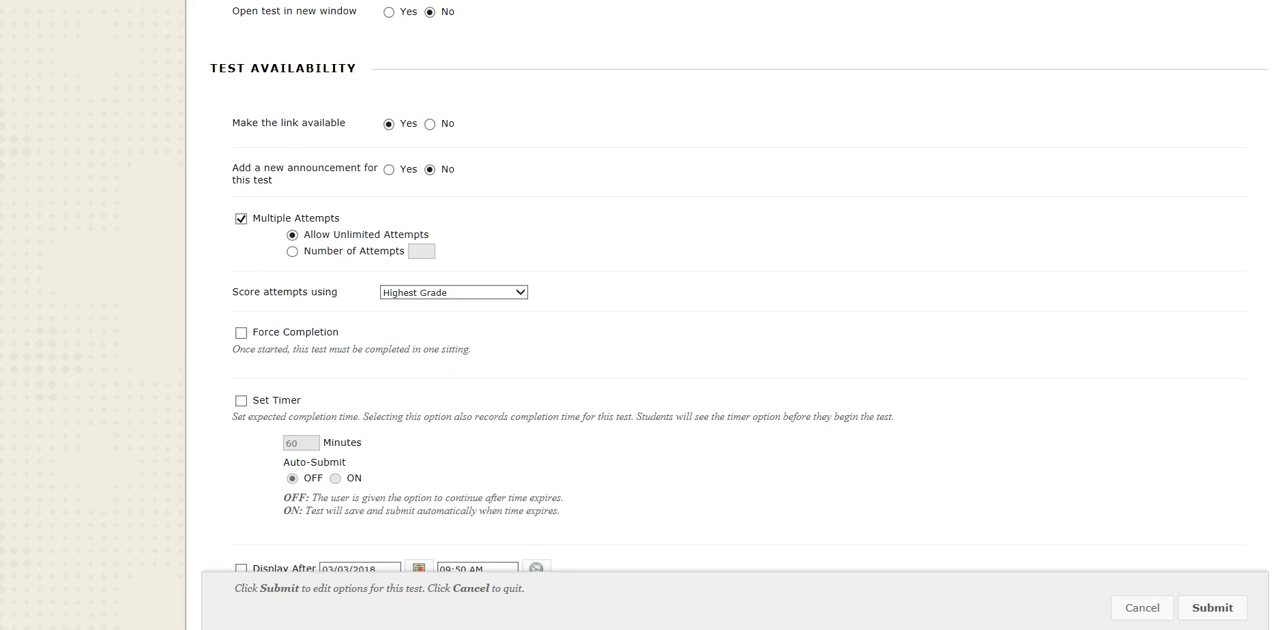 Open test in new window Yes No
TEST AVAILABILITY
Make the link available Yes No
Add a new announcement for Yes No
this test
Multiple Attempts
Allow Unlimited Attempts
Number of Attempts
Score attempts using Highest Grade
Force Completion
Once started, this test must be completed in one sitting.
Set Timer
Set expected completion time. Selecting this option also records completion time for this test. Students will see the timer option before they begin the test.
60 Minutes
Auto-Submit
OFF ON
OFF: The user is given the option to continue after time expires.
ON: Test will save and submit automatically when time expires.
Display After 03/03/2018 09:50 AM
Click Submit to edit options for this test. Click Cancel to quit.
Cancel Submit